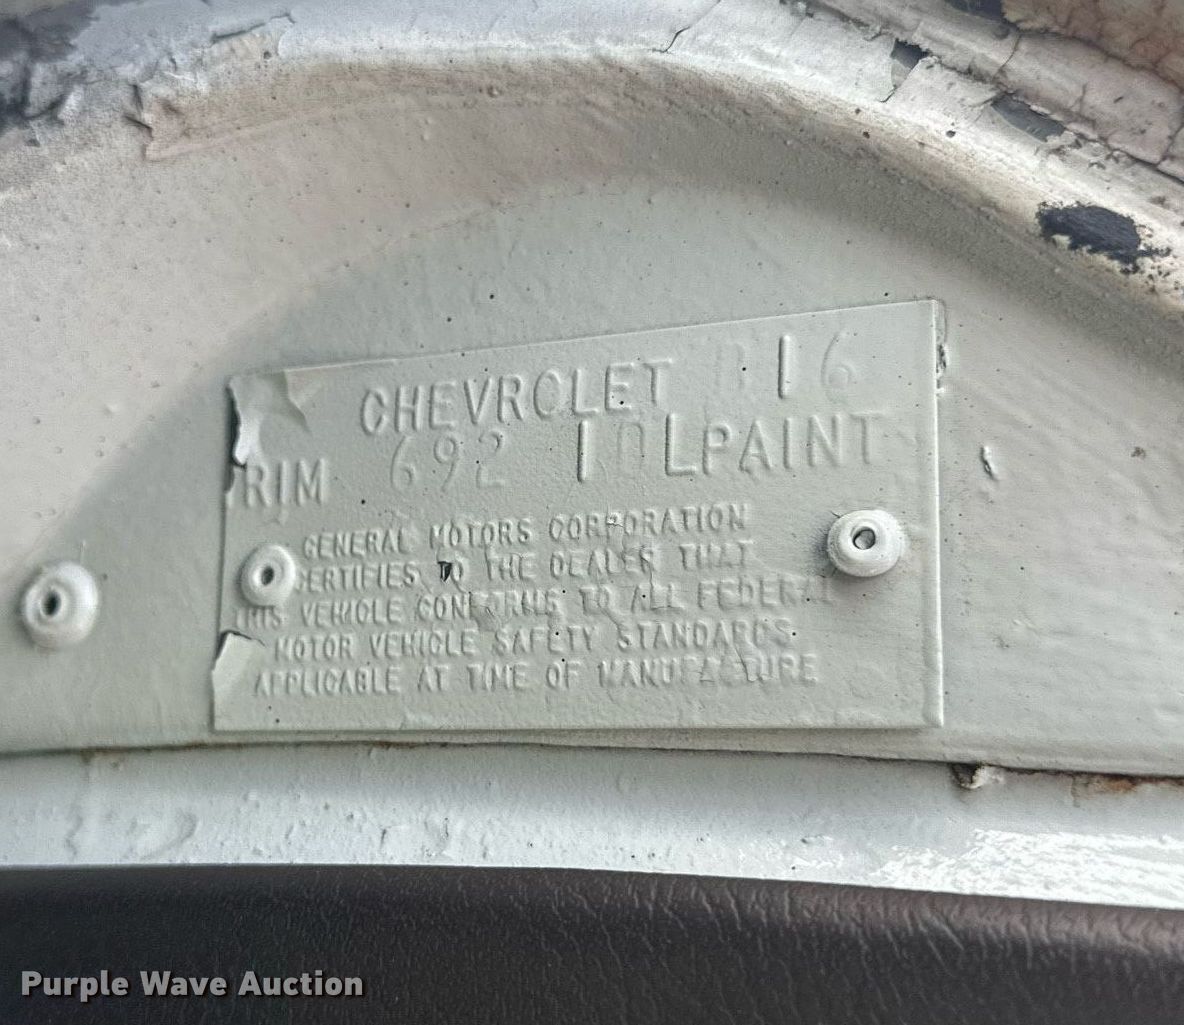 CHEVROLET 16
RIM 692 PAINT
GENERAL MOTORS CORPORATION
CERTIFIES TO THE DEALER THAT
THIS VEHICLE CONFORMS TO ALL FEDERAL
MOTOR VEHICLE SAFETY STANDARDS
APPLICABLE AT TIME OF MANUFACTURE
Purple Wave Auction